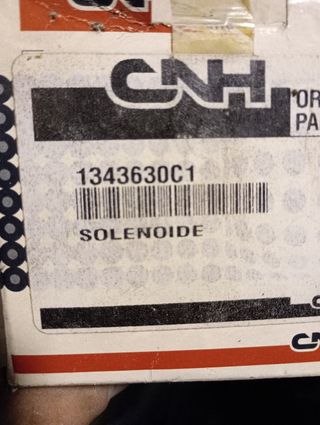 CNH
OR
PA
1343630C1
SOLENOIDE
CN